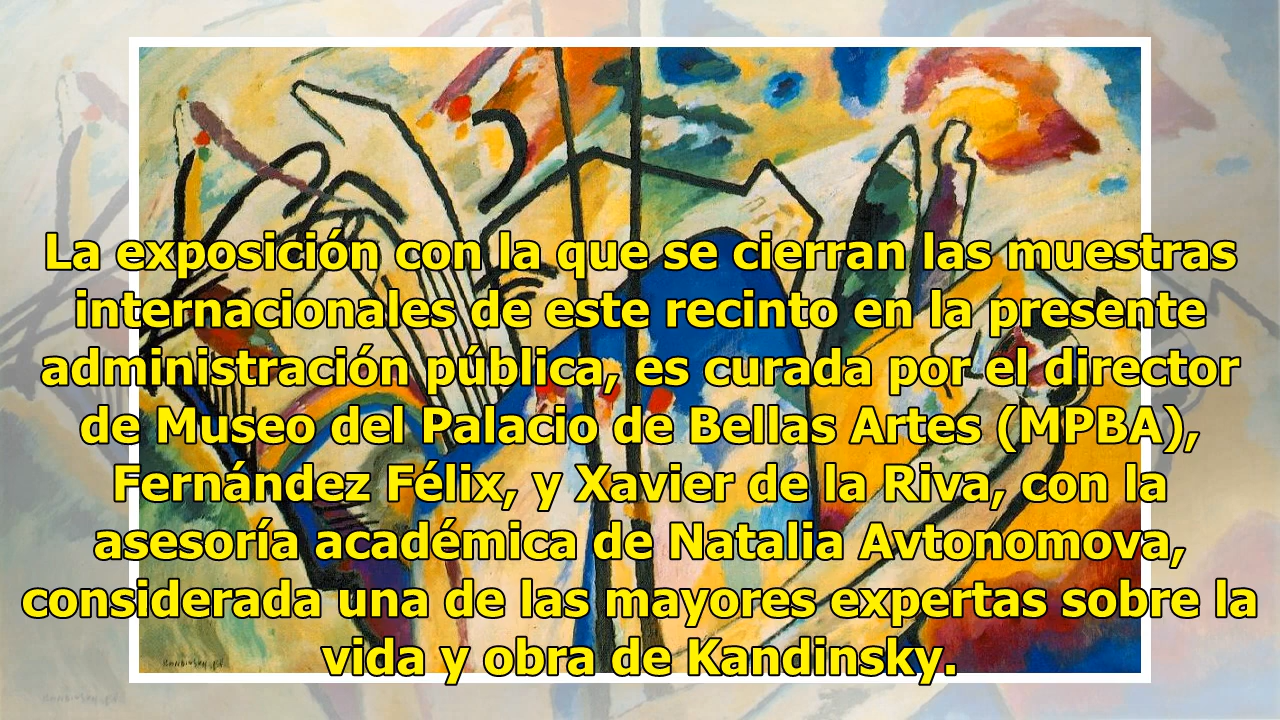 La exposición con la que se cierran las muestras
internacionales de este recinto en la presente
administración pública, es curada por el director
de Museo del Palacio de Bellas Artes (MPBA),
Fernández Félix, y Xavier de la Riva, con la
asesoría académica de Natalia Avtonomova,
considerada una de las mayores expertas sobre la
vida y obra de Kandinsky.